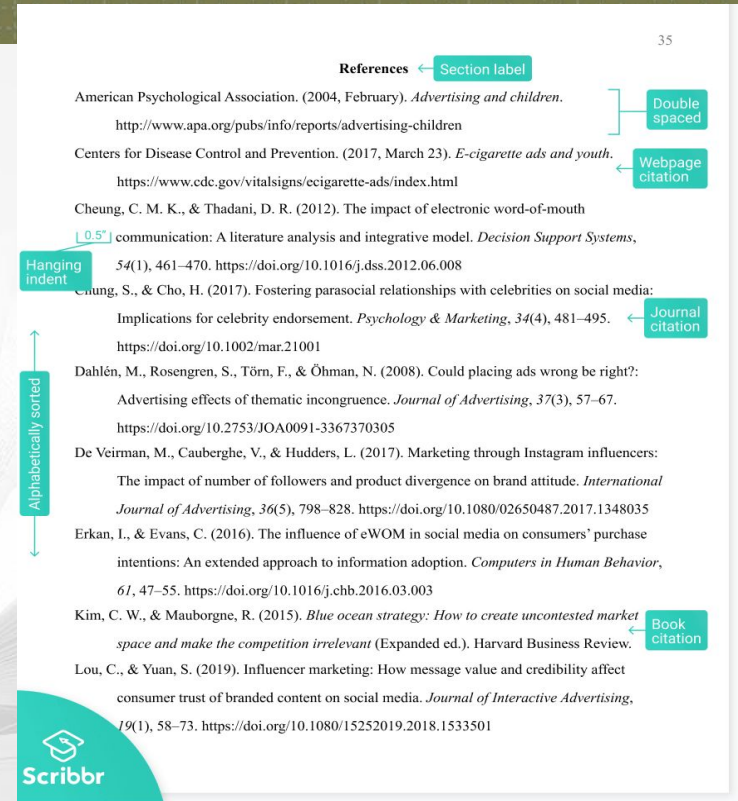 35
References ← Section label
American Psychological Association. (2004, February). Advertising and children.
http://www.apa.org/pubs/info/reports/advertising-children
Double
spaced
Centers for Disease Control and Prevention. (2017, March 23). E-cigarette ads and youth.
https://www.cdc.gov/vitalsigns/ecigarette-ads/index.html
← Webpage
citation
Cheung, C. M. K., & Thadani, D. R. (2012). The impact of electronic word-of-mouth
0.5" communication: A literature analysis and integrative model. Decision Support Systems,
54(1), 461–470. https://doi.org/10.1016/j.dss.2012.06.008
Hanging
indent
Chung, S., & Cho, H. (2017). Fostering parasocial relationships with celebrities on social media:
Implications for celebrity endorsement. Psychology & Marketing, 34(4), 481–495.
https://doi.org/10.1002/mar.21001
← Journal
citation
Alphabetically sorted
Dahlén, M., Rosengren, S., Törn, F., & Öhman, N. (2008). Could placing ads wrong be right?:
Advertising effects of thematic incongruence. Journal of Advertising, 37(3), 57–67.
https://doi.org/10.2753/JOA0091-3367370305
De Veirman, M., Cauberghe, V., & Hudders, L. (2017). Marketing through Instagram influencers:
The impact of number of followers and product divergence on brand attitude. International
Journal of Advertising, 36(5), 798–828. https://doi.org/10.1080/02650487.2017.1348035
Erkan, I., & Evans, C. (2016). The influence of eWOM in social media on consumers’ purchase
intentions: An extended approach to information adoption. Computers in Human Behavior,
61, 47–55. https://doi.org/10.1016/j.chb.2016.03.003
Kim, C. W., & Mauborgne, R. (2015). Blue ocean strategy: How to create uncontested market
space and make the competition irrelevant (Expanded ed.). Harvard Business Review.
← Book
citation
Lou, C., & Yuan, S. (2019). Influencer marketing: How message value and credibility affect
consumer trust of branded content on social media. Journal of Interactive Advertising,
19(1), 58–73. https://doi.org/10.1080/15252019.2018.1533501
Scribbr